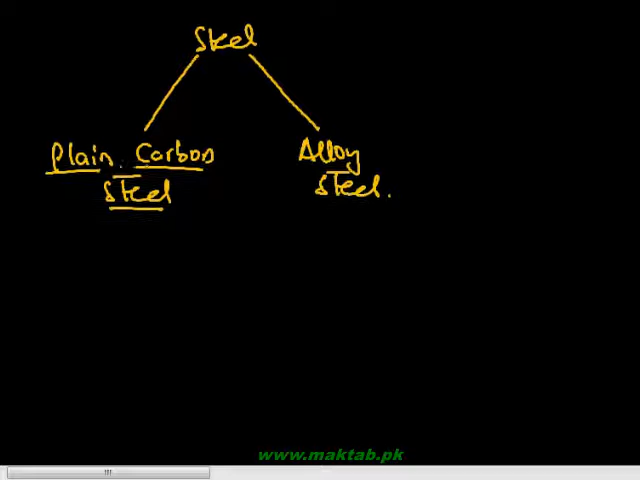 Steel
Plain Carbon
Steel
Alloy
Steel.
www.maktab.pk